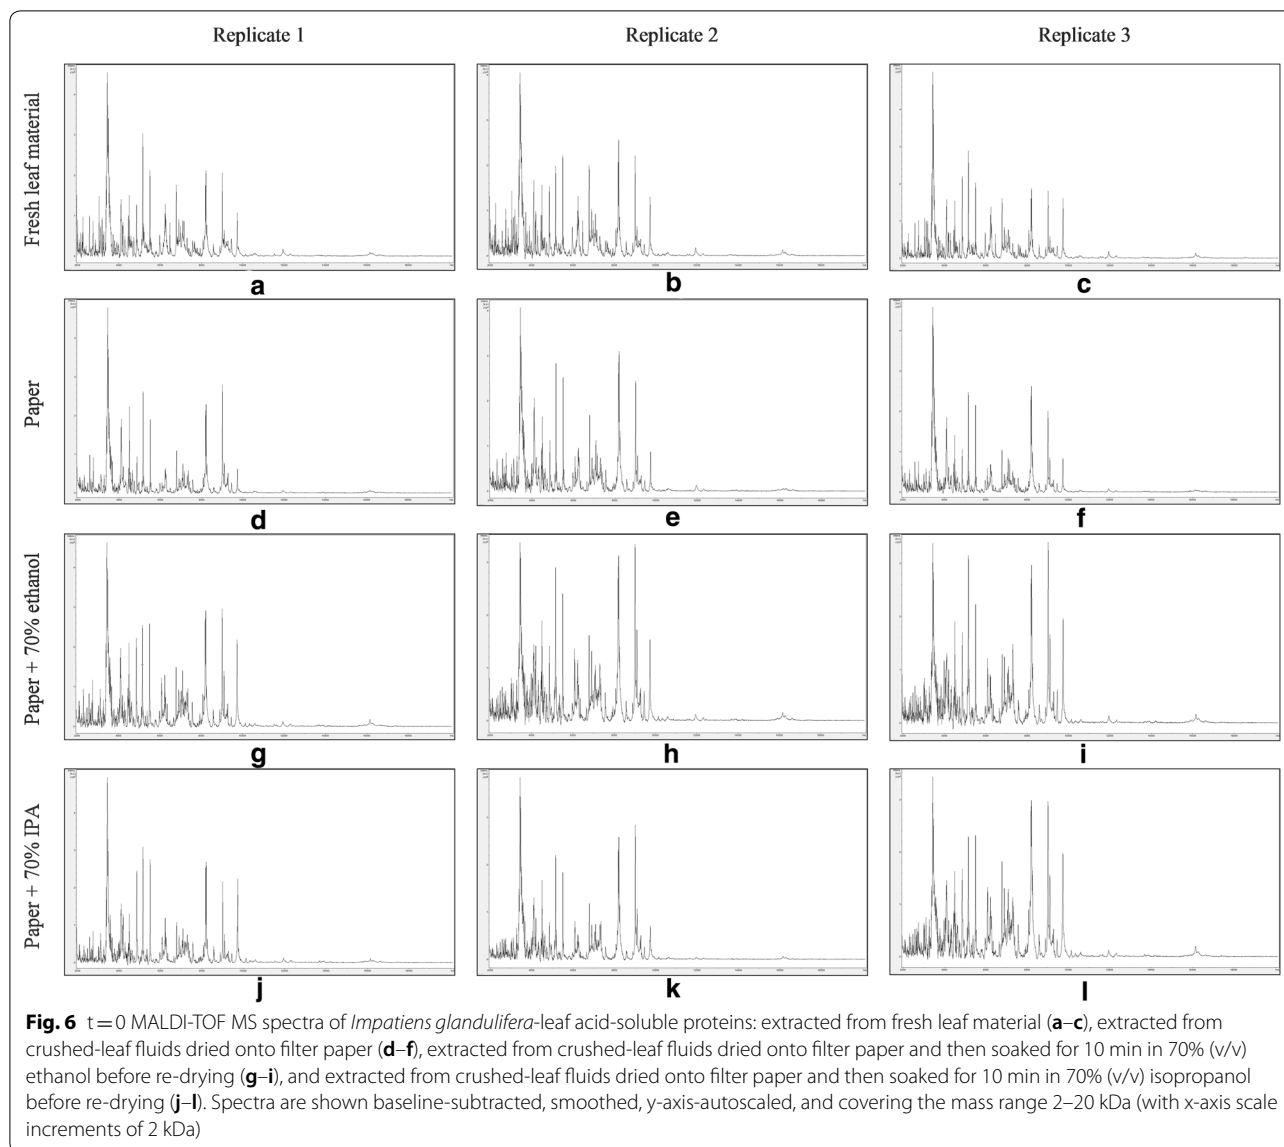 Replicate 1
Replicate 2
Replicate 3
Fresh leaf material
a
b
c
Paper
d
e
f
Paper + 70% ethanol
g
h
i
Paper + 70% IPA
j
k
l
Fig. 6 t=0 MALDI-TOF MS spectra of Impatiens glandulifera-leaf acid-soluble proteins: extracted from fresh leaf material (a–c), extracted from
crushed-leaf fluids dried onto filter paper (d–f), extracted from crushed-leaf fluids dried onto filter paper and then soaked for 10 min in 70% (v/v)
ethanol before re-drying (g–i), and extracted from crushed-leaf fluids dried onto filter paper and then soaked for 10 min in 70% (v/v) isopropanol
before re-drying (j–l). Spectra are shown baseline-subtracted, smoothed, y-axis-autoscaled, and covering the mass range 2–20 kDa (with x-axis scale
increments of 2 kDa)